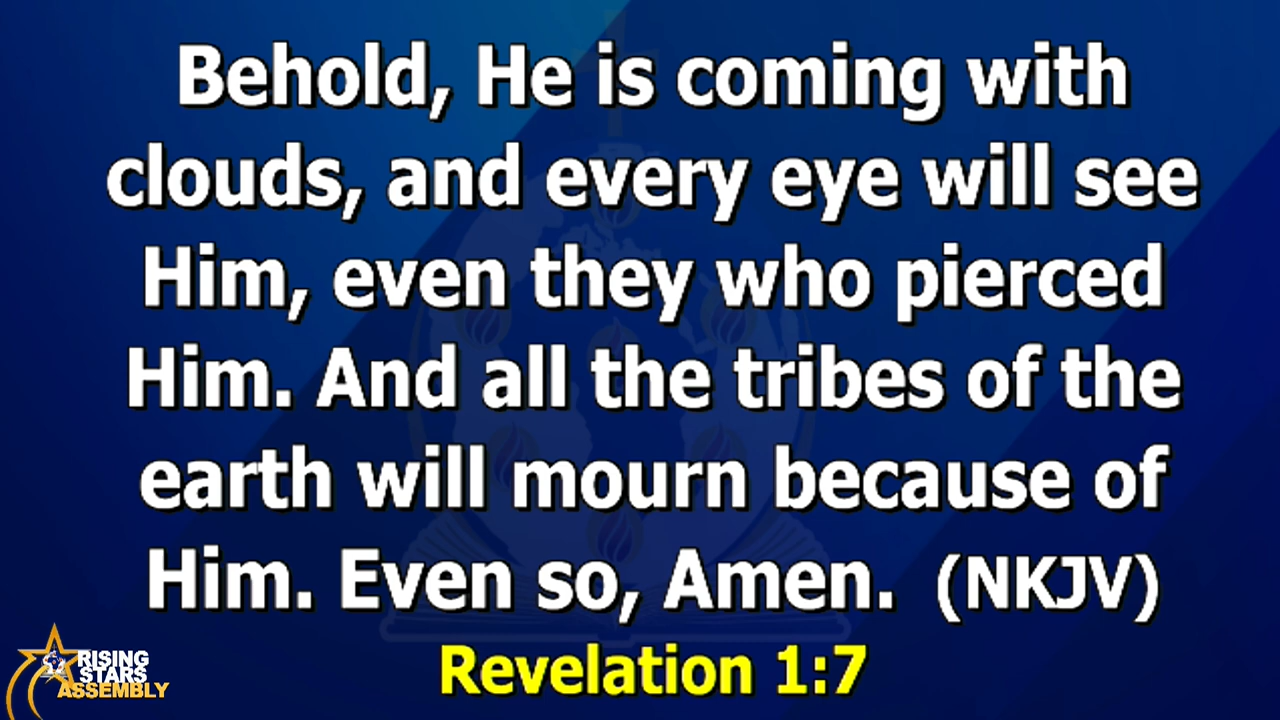 Behold, He is coming with
clouds, and every eye will see
Him, even they who pierced
Him. And all the tribes of the
earth will mourn because of
Him. Even so, Amen. (NKJV)
Revelation 1:7
RISING
STARS
ASSEMBLY